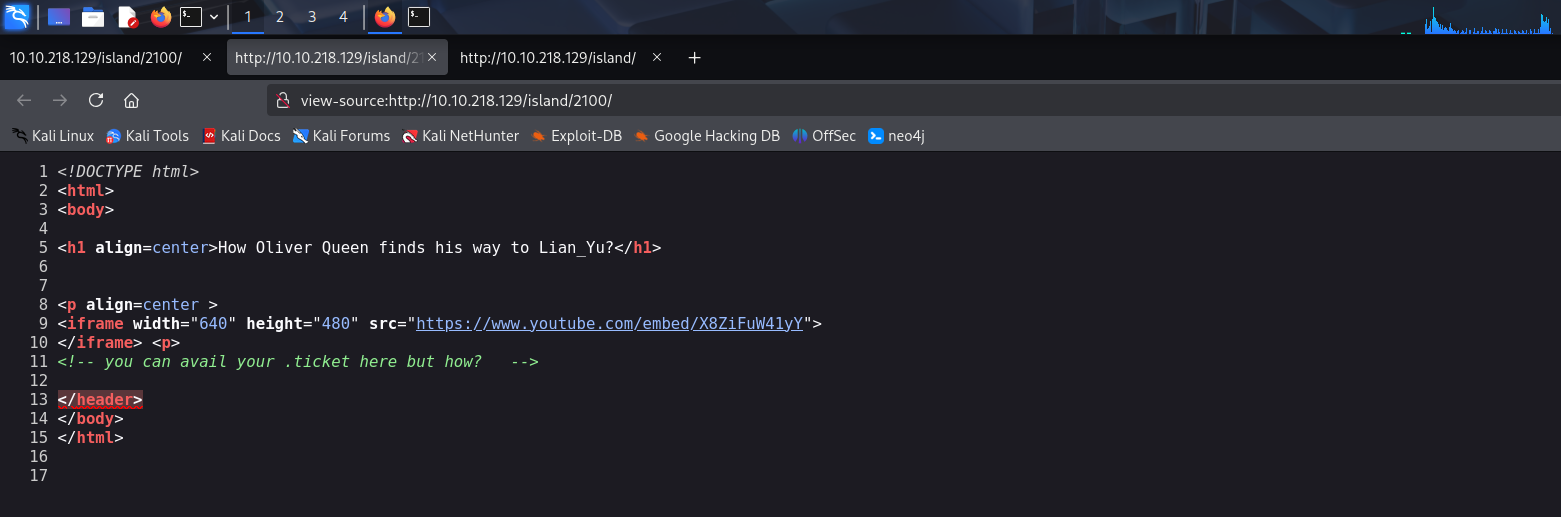 1 2 3 4
10.10.218.129/island/2100/ × http://10.10.218.129/island/21 × http://10.10.218.129/island/ × +
view-source:http://10.10.218.129/island/2100/
Kali Linux Kali Tools Kali Docs Kali Forums Kali NetHunter Exploit-DB Google Hacking DB OffSec neo4j
1 <!DOCTYPE html>
2 <html>
3 <body>
4
5 <h1 align=center>How Oliver Queen finds his way to Lian_Yu?</h1>
6
7
8 <p align=center >
9 <iframe width="640" height="480" src="https://www.youtube.com/embed/X8ZiFuW41yY">
10 </iframe> <p>
11 <!-- you can avail your .ticket here but how?   -->
12
13 </header>
14 </body>
15 </html>
16
17